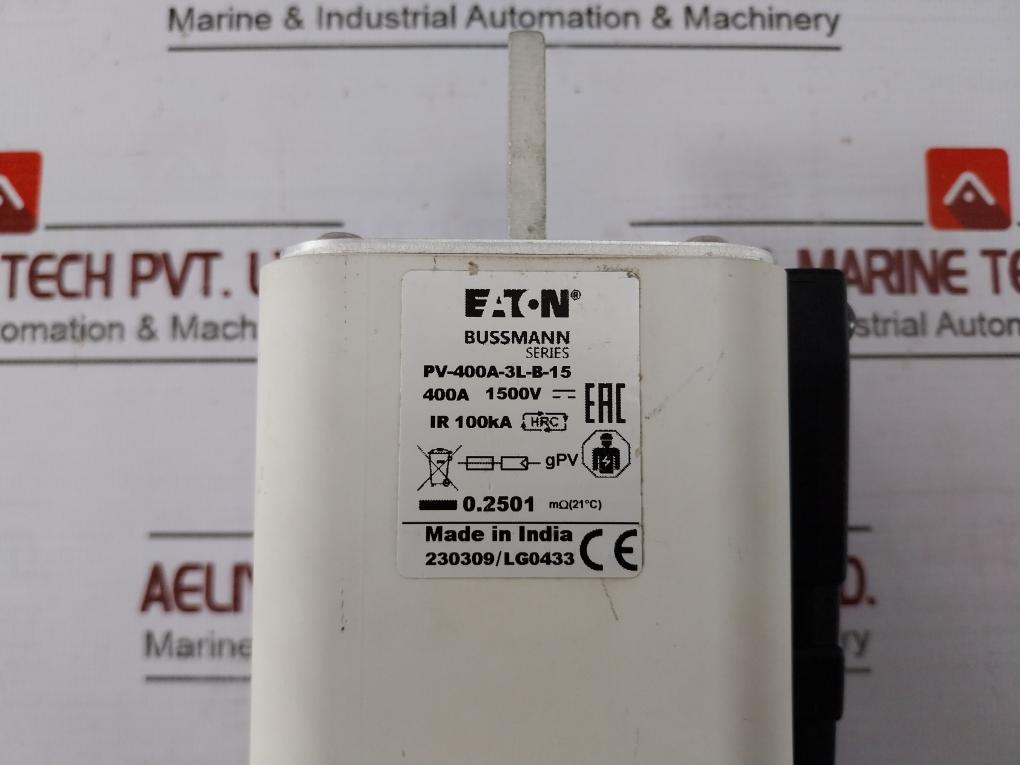 Marine & Industrial Automation & Machinery
TECH PVT. L
MARINE TE
omation & Mach
strial Autom
EATON®
BUSSMANN
SERIES
PV-400A-3L-B-15
400A 1500V
EAC
IR 100kA HRC
gPV
0.2501 mΩ(21°C)
Made in India
230309/LG0433
CE
AELM
D.
Marine
ry